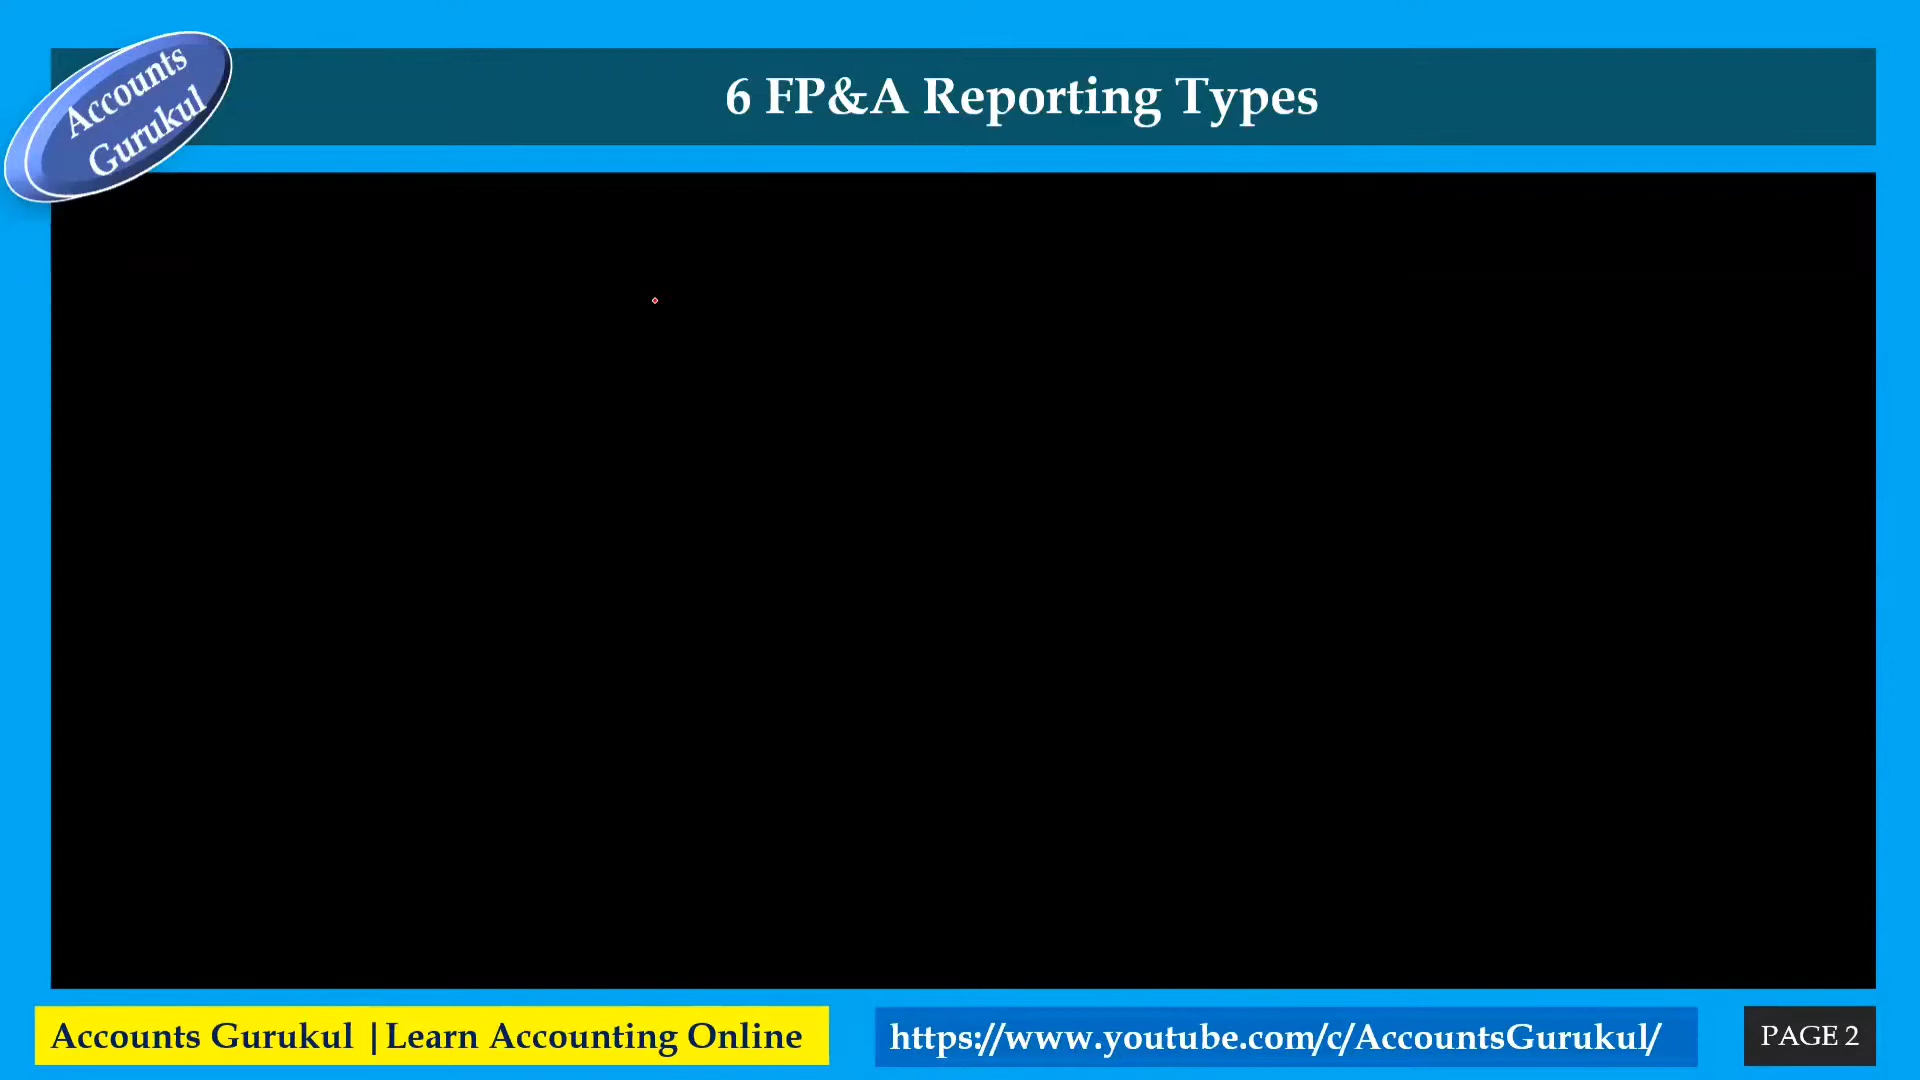 Accounts
Gurukul
6 FP&A Reporting Types
Accounts Gurukul | Learn Accounting Online
https://www.youtube.com/c/AccountsGurukul/
PAGE 2